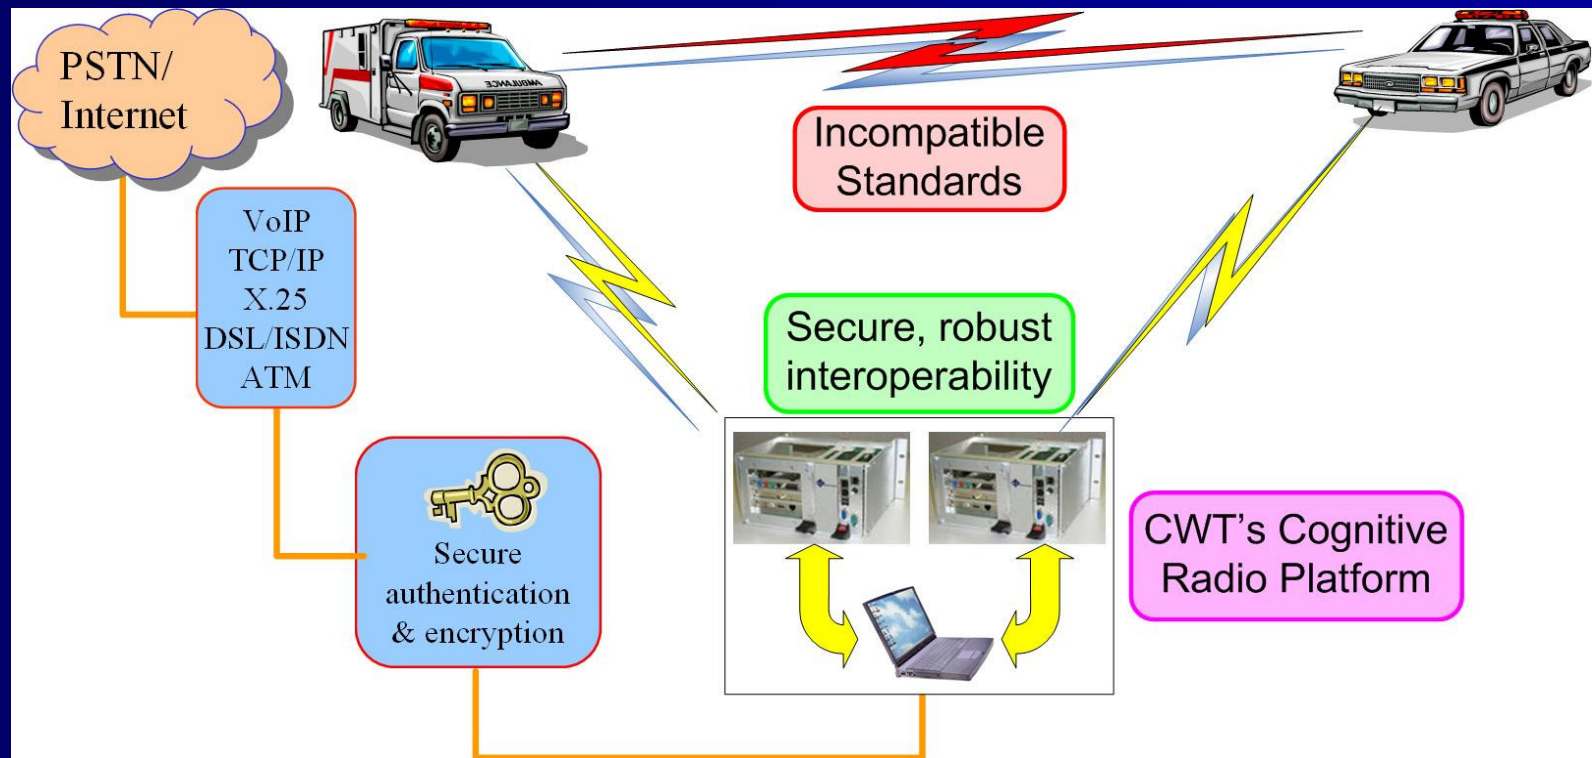 PSTN/
Internet
AMBULANCE
Incompatible
Standards
VoIP
TCP/IP
X.25
DSL/ISDN
ATM
Secure, robust
interoperability
Secure
authentication
& encryption
CWT's Cognitive
Radio Platform